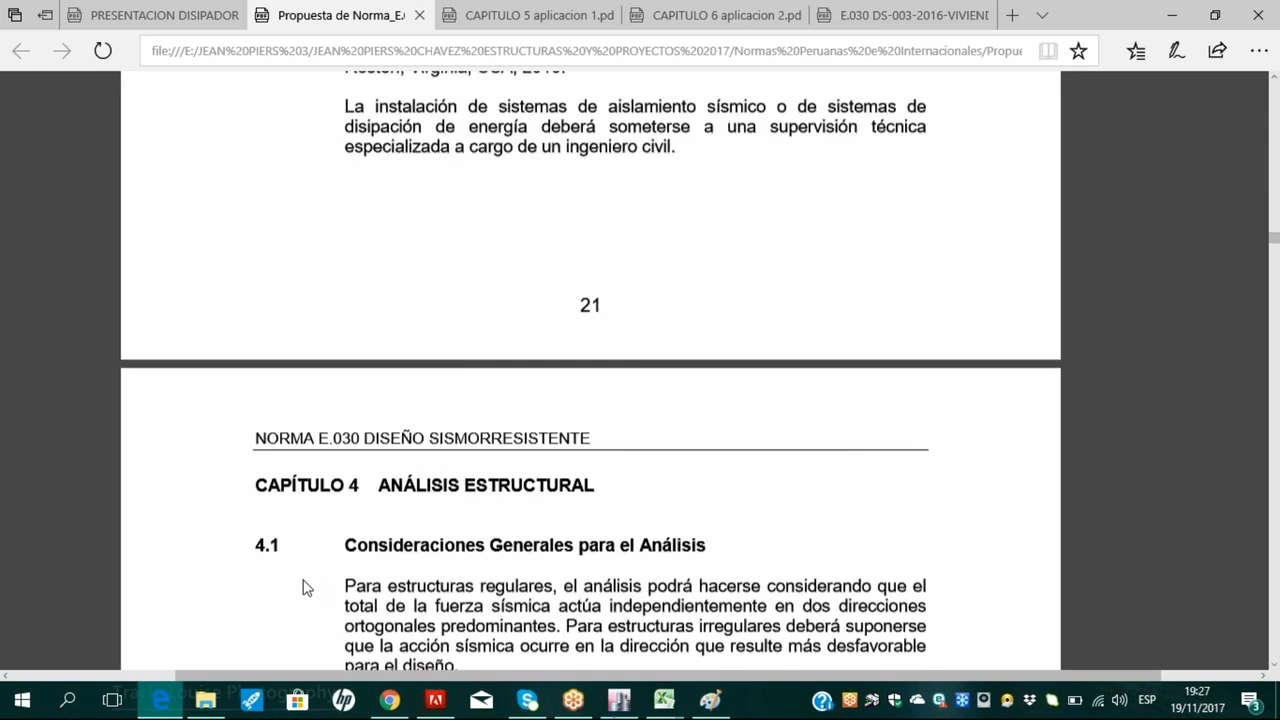 PRESENTACION DISIPADOR
Propuesta de Norma_E.
CAPITULO 5 aplicacion 1.pd
CAPITULO 6 aplicacion 2.pd
E.030 DS-003-2016-VIVIEND
file:///E:/JEAN%20PIERS%203/JEAN%20PIERS%20CHAVEZ%20ESTRUCTURAS%20Y%20PROYECTOS%202017/Normas%20Peruanas%20e%20Internacionales/Propue
La instalación de sistemas de aislamiento sísmico o de sistemas de
disipación de energía deberá someterse a una supervisión técnica
especializada a cargo de un ingeniero civil.
21
NORMA E.030 DISEÑO SISMORRESISTENTE
CAPÍTULO 4 ANÁLISIS ESTRUCTURAL
4.1 Consideraciones Generales para el Análisis
Para estructuras regulares, el análisis podrá hacerse considerando que el
total de la fuerza sísmica actúa independientemente en dos direcciones
ortogonales predominantes. Para estructuras irregulares deberá suponerse
que la acción sísmica ocurre en la dirección que resulte más desfavorable
para el diseño.
ESP
19:27
19/11/2017